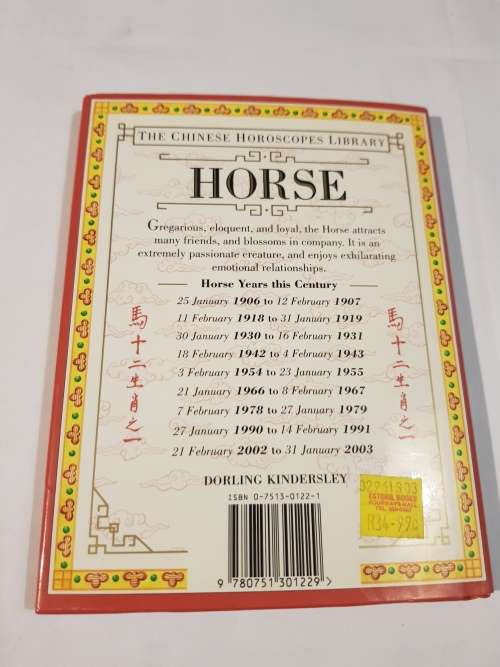 THE CHINESE HOROSCOPES LIBRARY
HORSE
Gregarious, eloquent, and loyal, the Horse attracts
many friends, and blossoms in company. It is an
extremely passionate creature, and enjoys exhilarating
emotional relationships.
Horse Years this Century
25 January 1906 to 12 February 1907
11 February 1918 to 31 January 1919
30 January 1930 to 16 February 1931
18 February 1942 to 4 February 1943
3 February 1954 to 23 January 1955
21 January 1966 to 8 February 1967
7 February 1978 to 27 January 1979
27 January 1990 to 14 February 1991
21 February 2002 to 31 January 2003
馬十二生肖之一
馬十二生肖之一
DORLING KINDERSLEY
ISBN 0-7513-0122-1
9 780751 301229 >
ESTORIL BOOKS